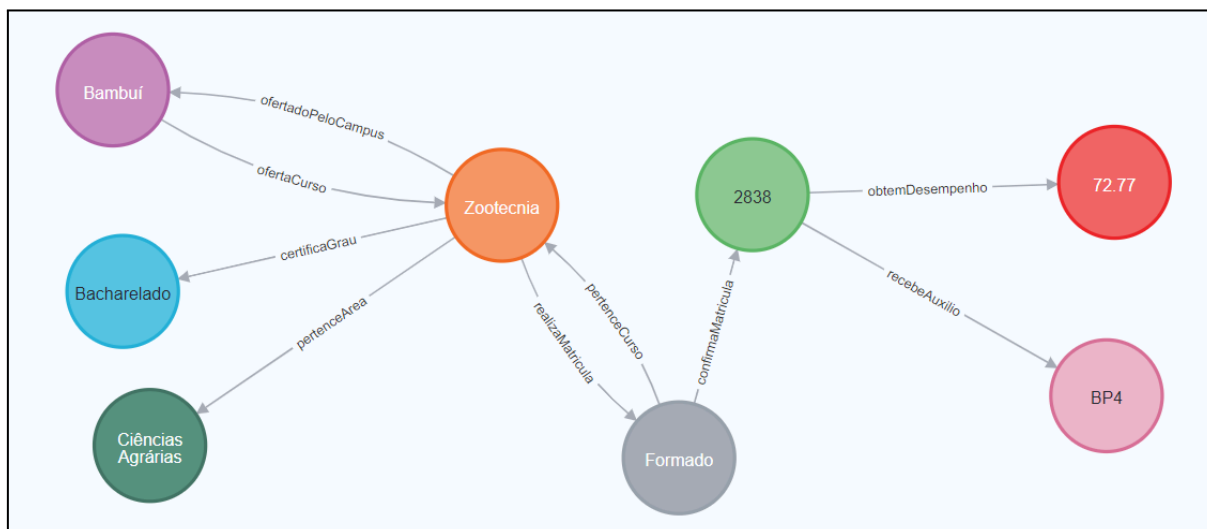 Bambuí
ofertadoPeloCampus
ofertaCurso
Zootecnia
2838
obtemDesempenho
72.77
certificaGrau
Bacharelado
pertenceArea
realizaMatricula
pertenceCurso
confirmaMatricula
recebeAuxilio
BP4
Ciências
Agrárias
Formado